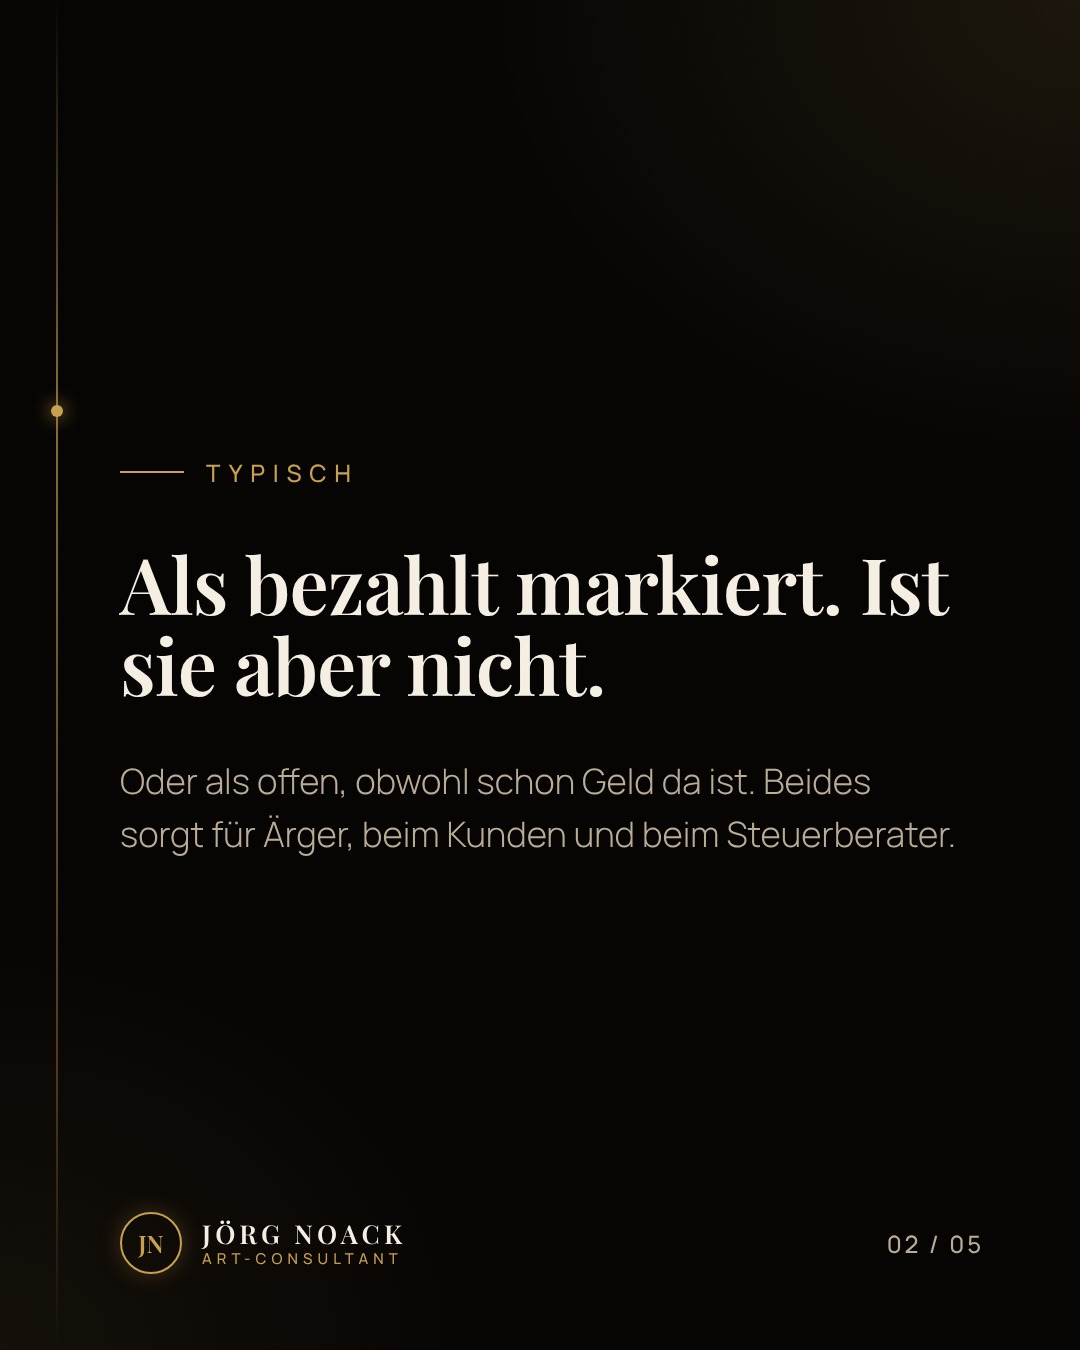 TYPISCH
Als bezahlt markiert. Ist
sie aber nicht.
Oder als offen, obwohl schon Geld da ist. Beides
sorgt für Ärger, beim Kunden und beim Steuerberater.
JN
JÖRG NOACK
ART-CONSULTANT
02 / 05